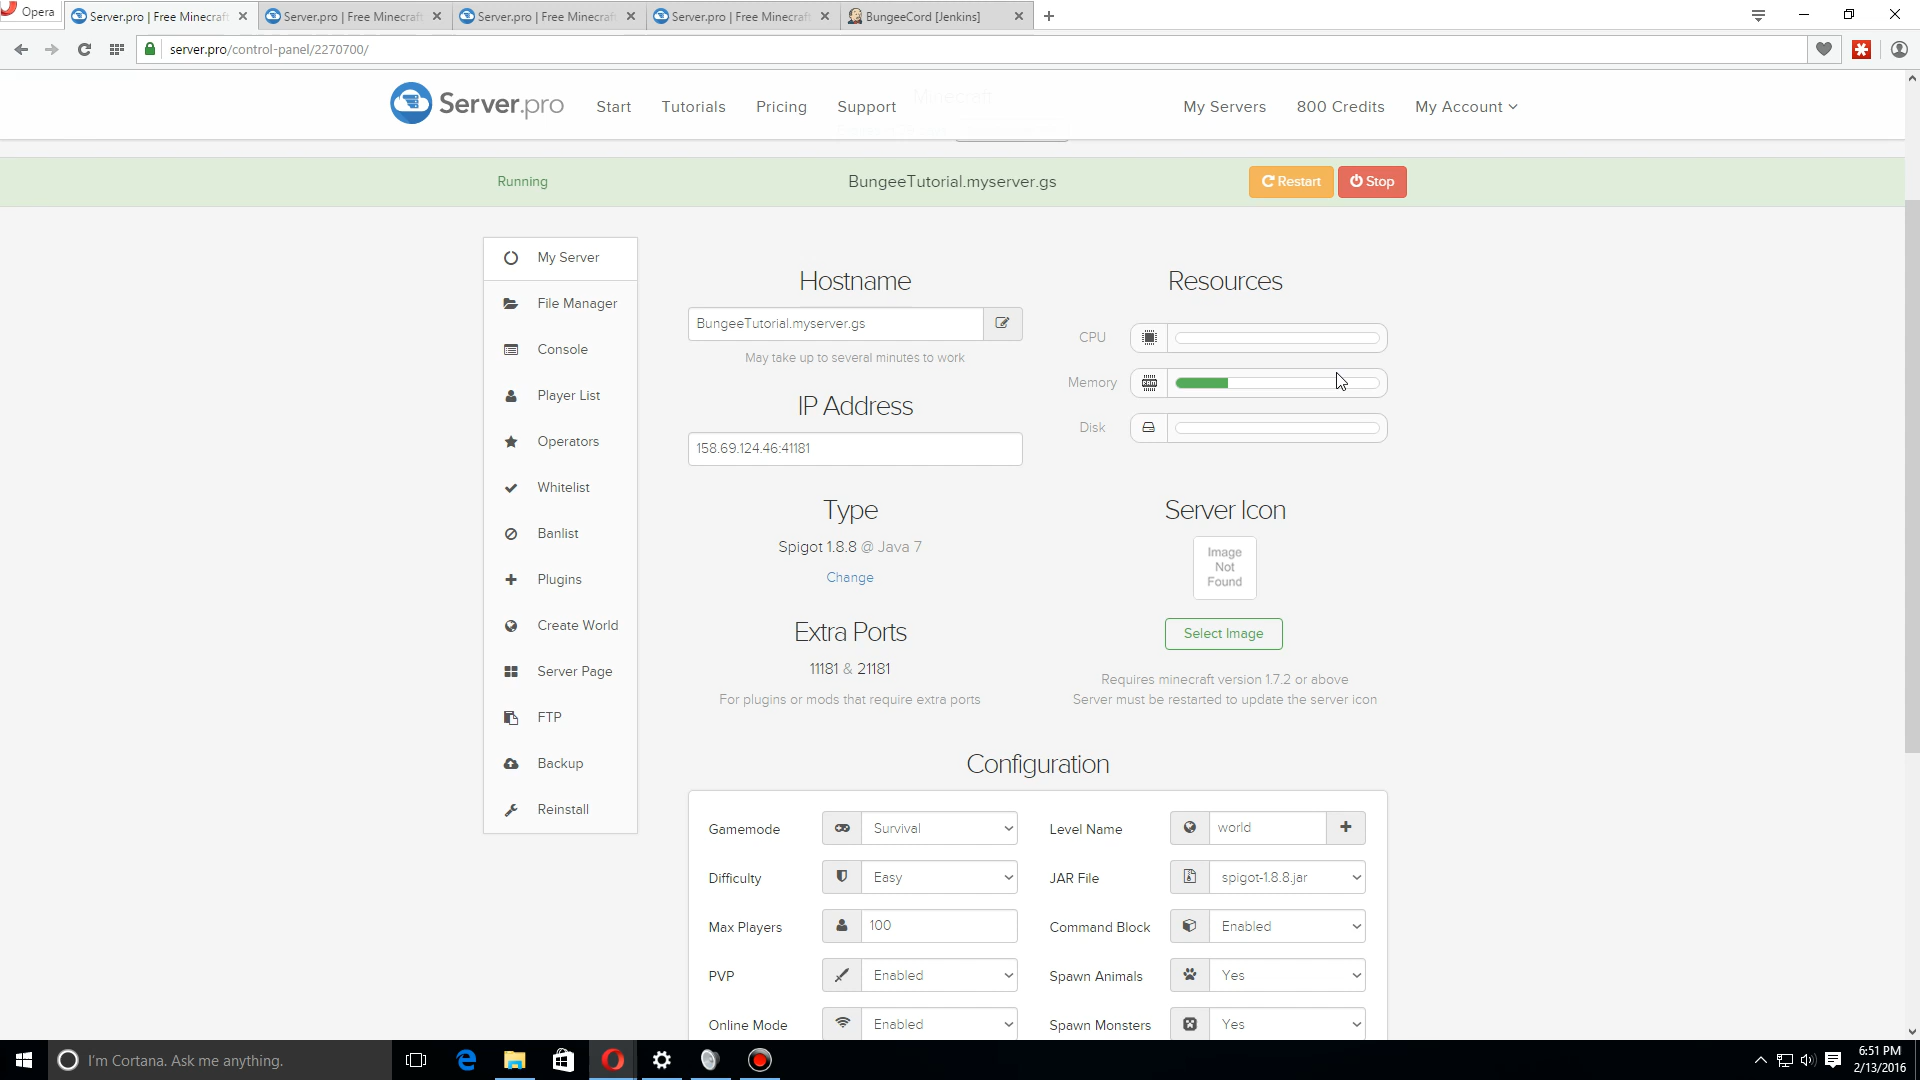 Opera
Server.pro | Free Minecraft
Server.pro | Free Minecraft
Server.pro | Free Minecraft
Server.pro | Free Minecraft
BungeeCord [Jenkins]
server.pro/control-panel/2270700/
Server.pro
Start
Tutorials
Pricing
Support
Minecraft
My Servers
800 Credits
My Account
Running
BungeeTutorial.myserver.gs
Restart
Stop
My Server
File Manager
Console
Player List
Operators
Whitelist
Banlist
Plugins
Create World
Server Page
FTP
Backup
Reinstall
Hostname
BungeeTutorial.myserver.gs
May take up to several minutes to work
IP Address
158.69.124.46:41181
Type
Spigot 1.8.8 @ Java 7
Change
Extra Ports
11181 & 21181
For plugins or mods that require extra ports
Resources
CPU
Memory
Disk
Server Icon
Image
Not
Found
Select Image
Requires minecraft version 1.7.2 or above
Server must be restarted to update the server icon
Configuration
Gamemode
Survival
Level Name
world
Difficulty
Easy
JAR File
spigot-1.8.8.jar
Max Players
100
Command Block
Enabled
PVP
Enabled
Spawn Animals
Yes
Online Mode
Enabled
Spawn Monsters
Yes
I'm Cortana. Ask me anything.
6:51 PM
2/13/2016